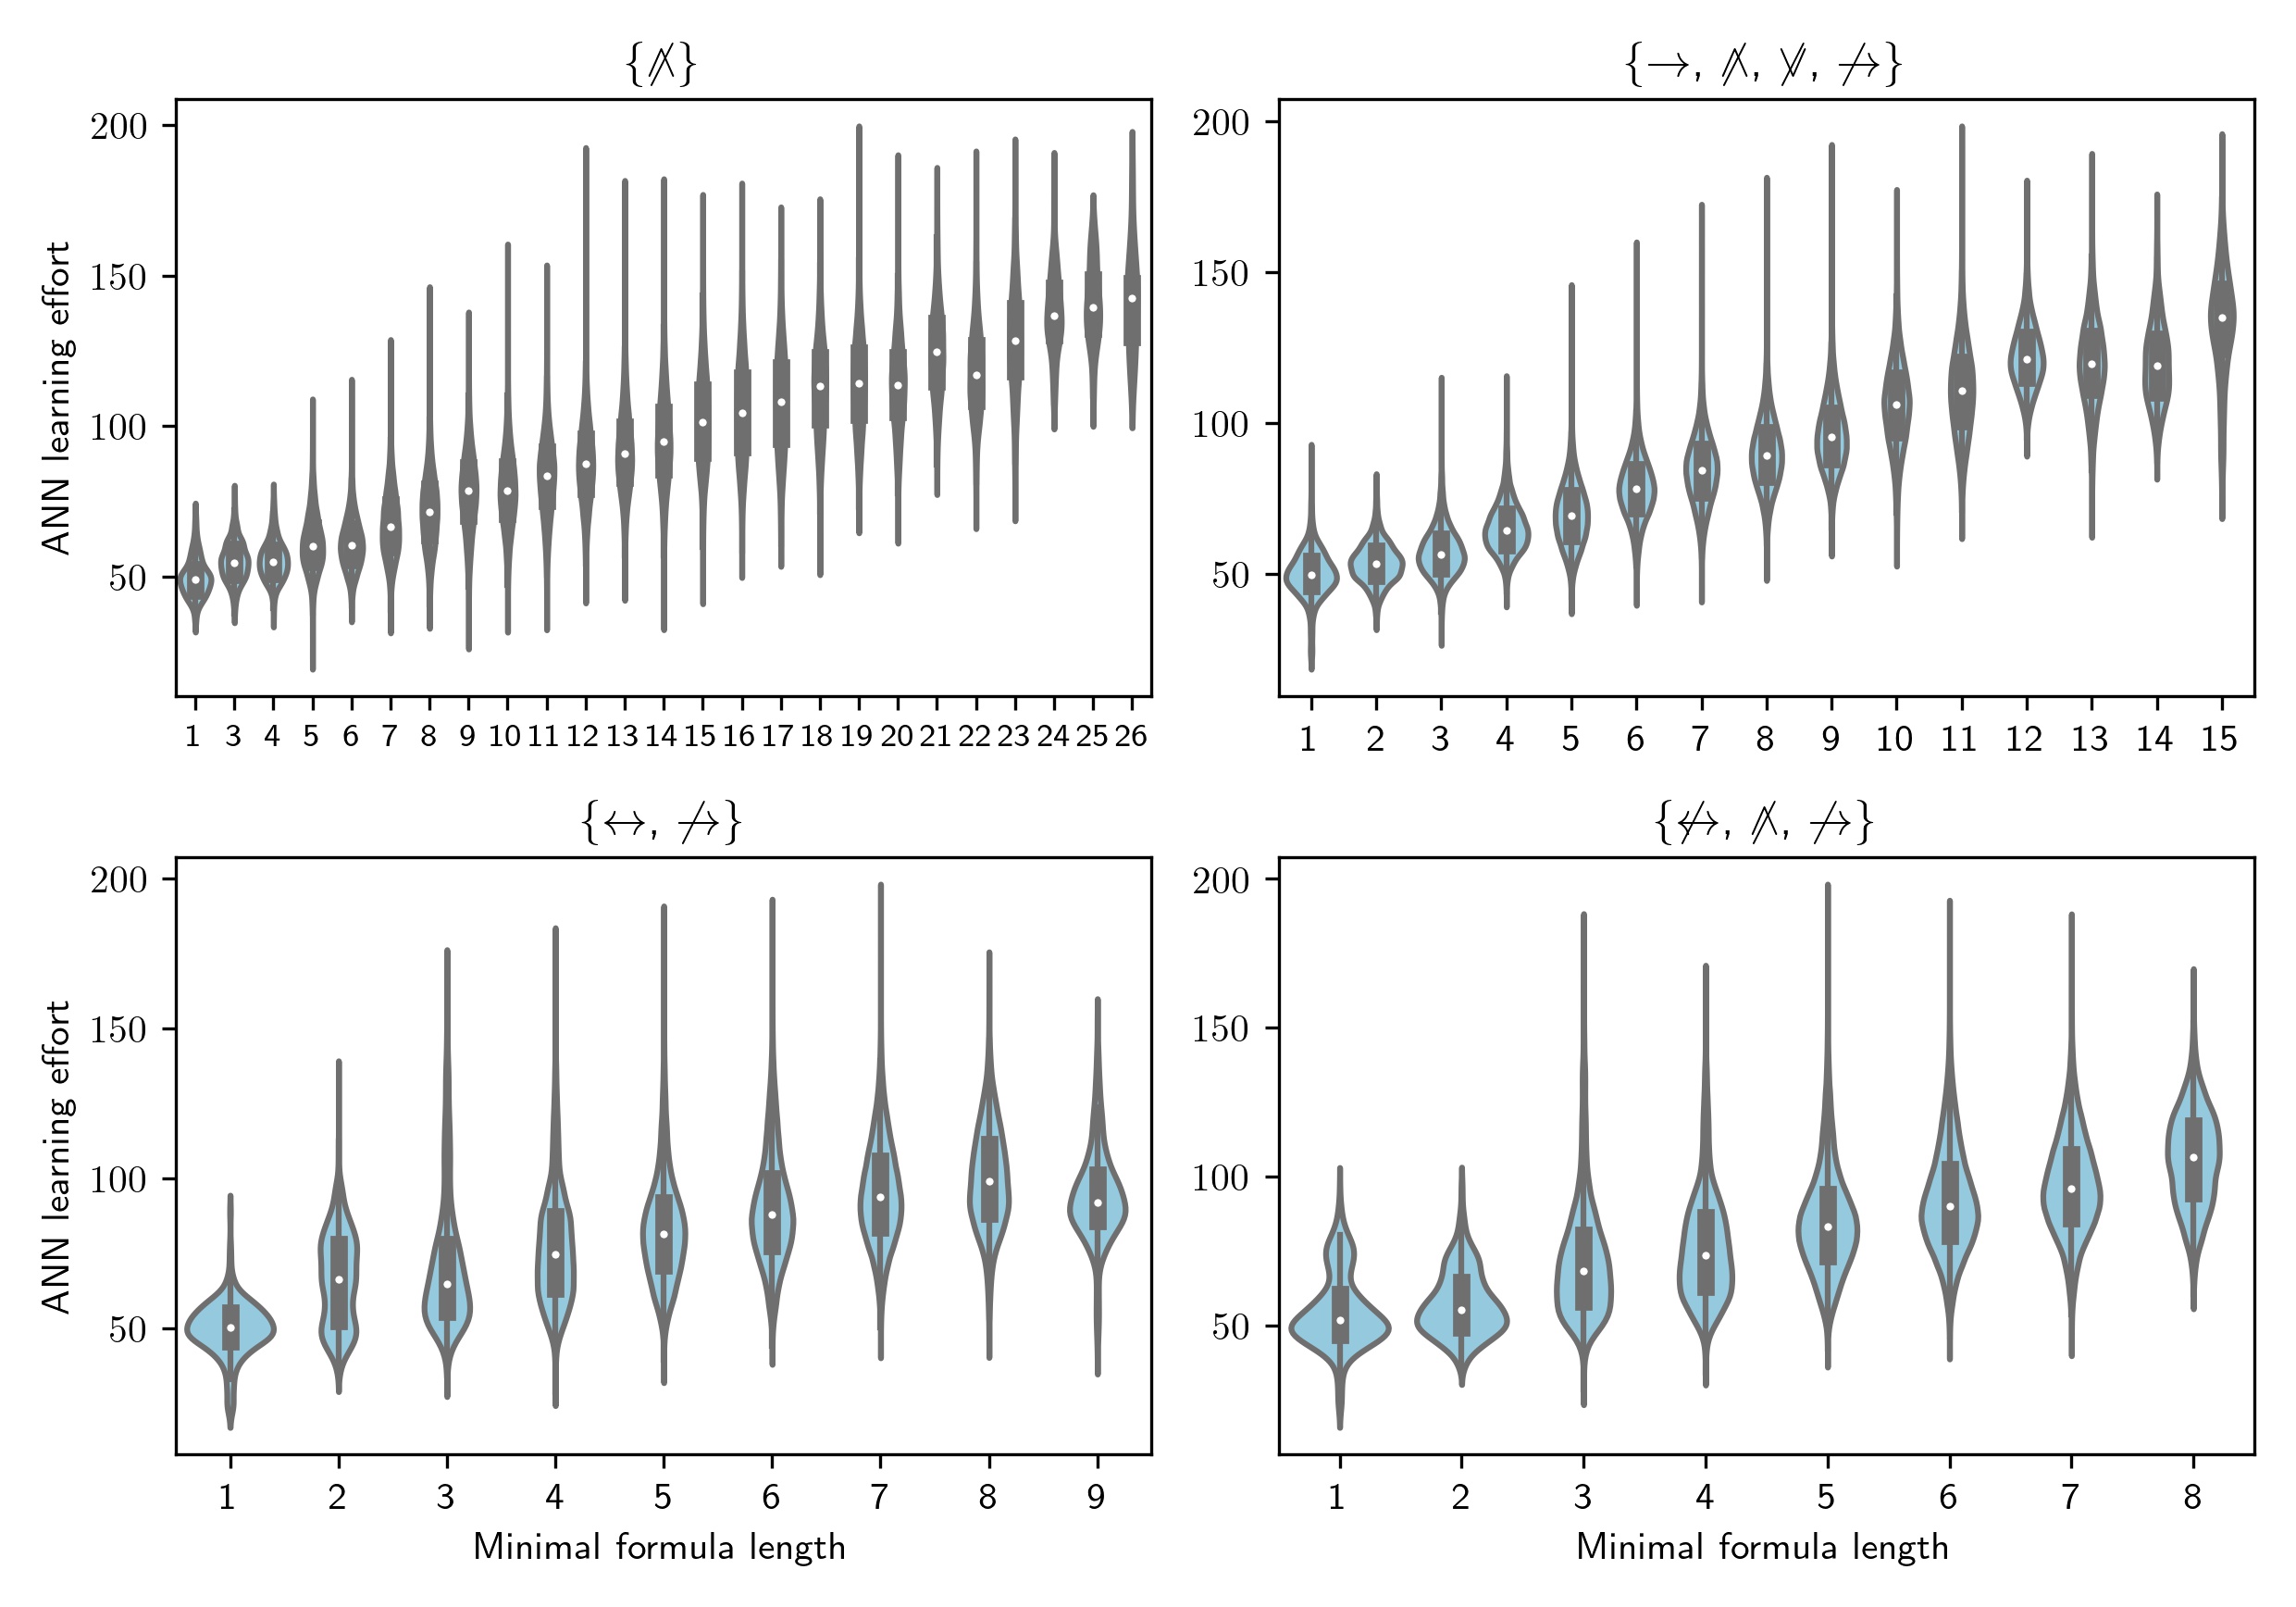 {⩑̸}
ANN learning effort
200
150
100
50
1 3 4 5 6 7 8 9 10 11 12 13 14 15 16 17 18 19 20 21 22 23 24 25 26
{→, ∧̸, ∨̸, ↛}
200
150
100
50
1 2 3 4 5 6 7 8 9 10 11 12 13 14 15
{↔, ↛}
ANN learning effort
200
150
100
50
1 2 3 4 5 6 7 8 9
Minimal formula length
{↮, ∧̸, ↛}
200
150
100
50
1 2 3 4 5 6 7 8
Minimal formula length